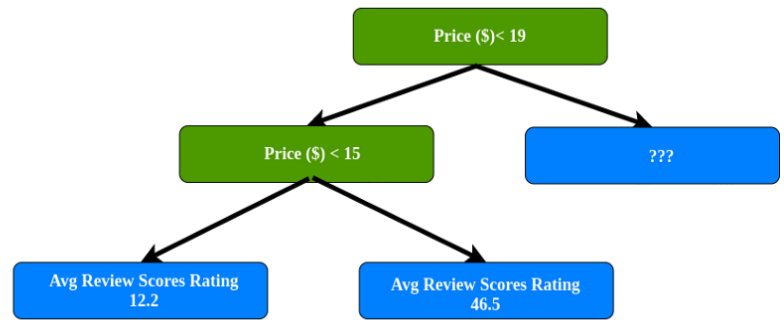 Price ($)< 19
Price ($) < 15
???
Avg Review Scores Rating
12.2
Avg Review Scores Rating
46.5